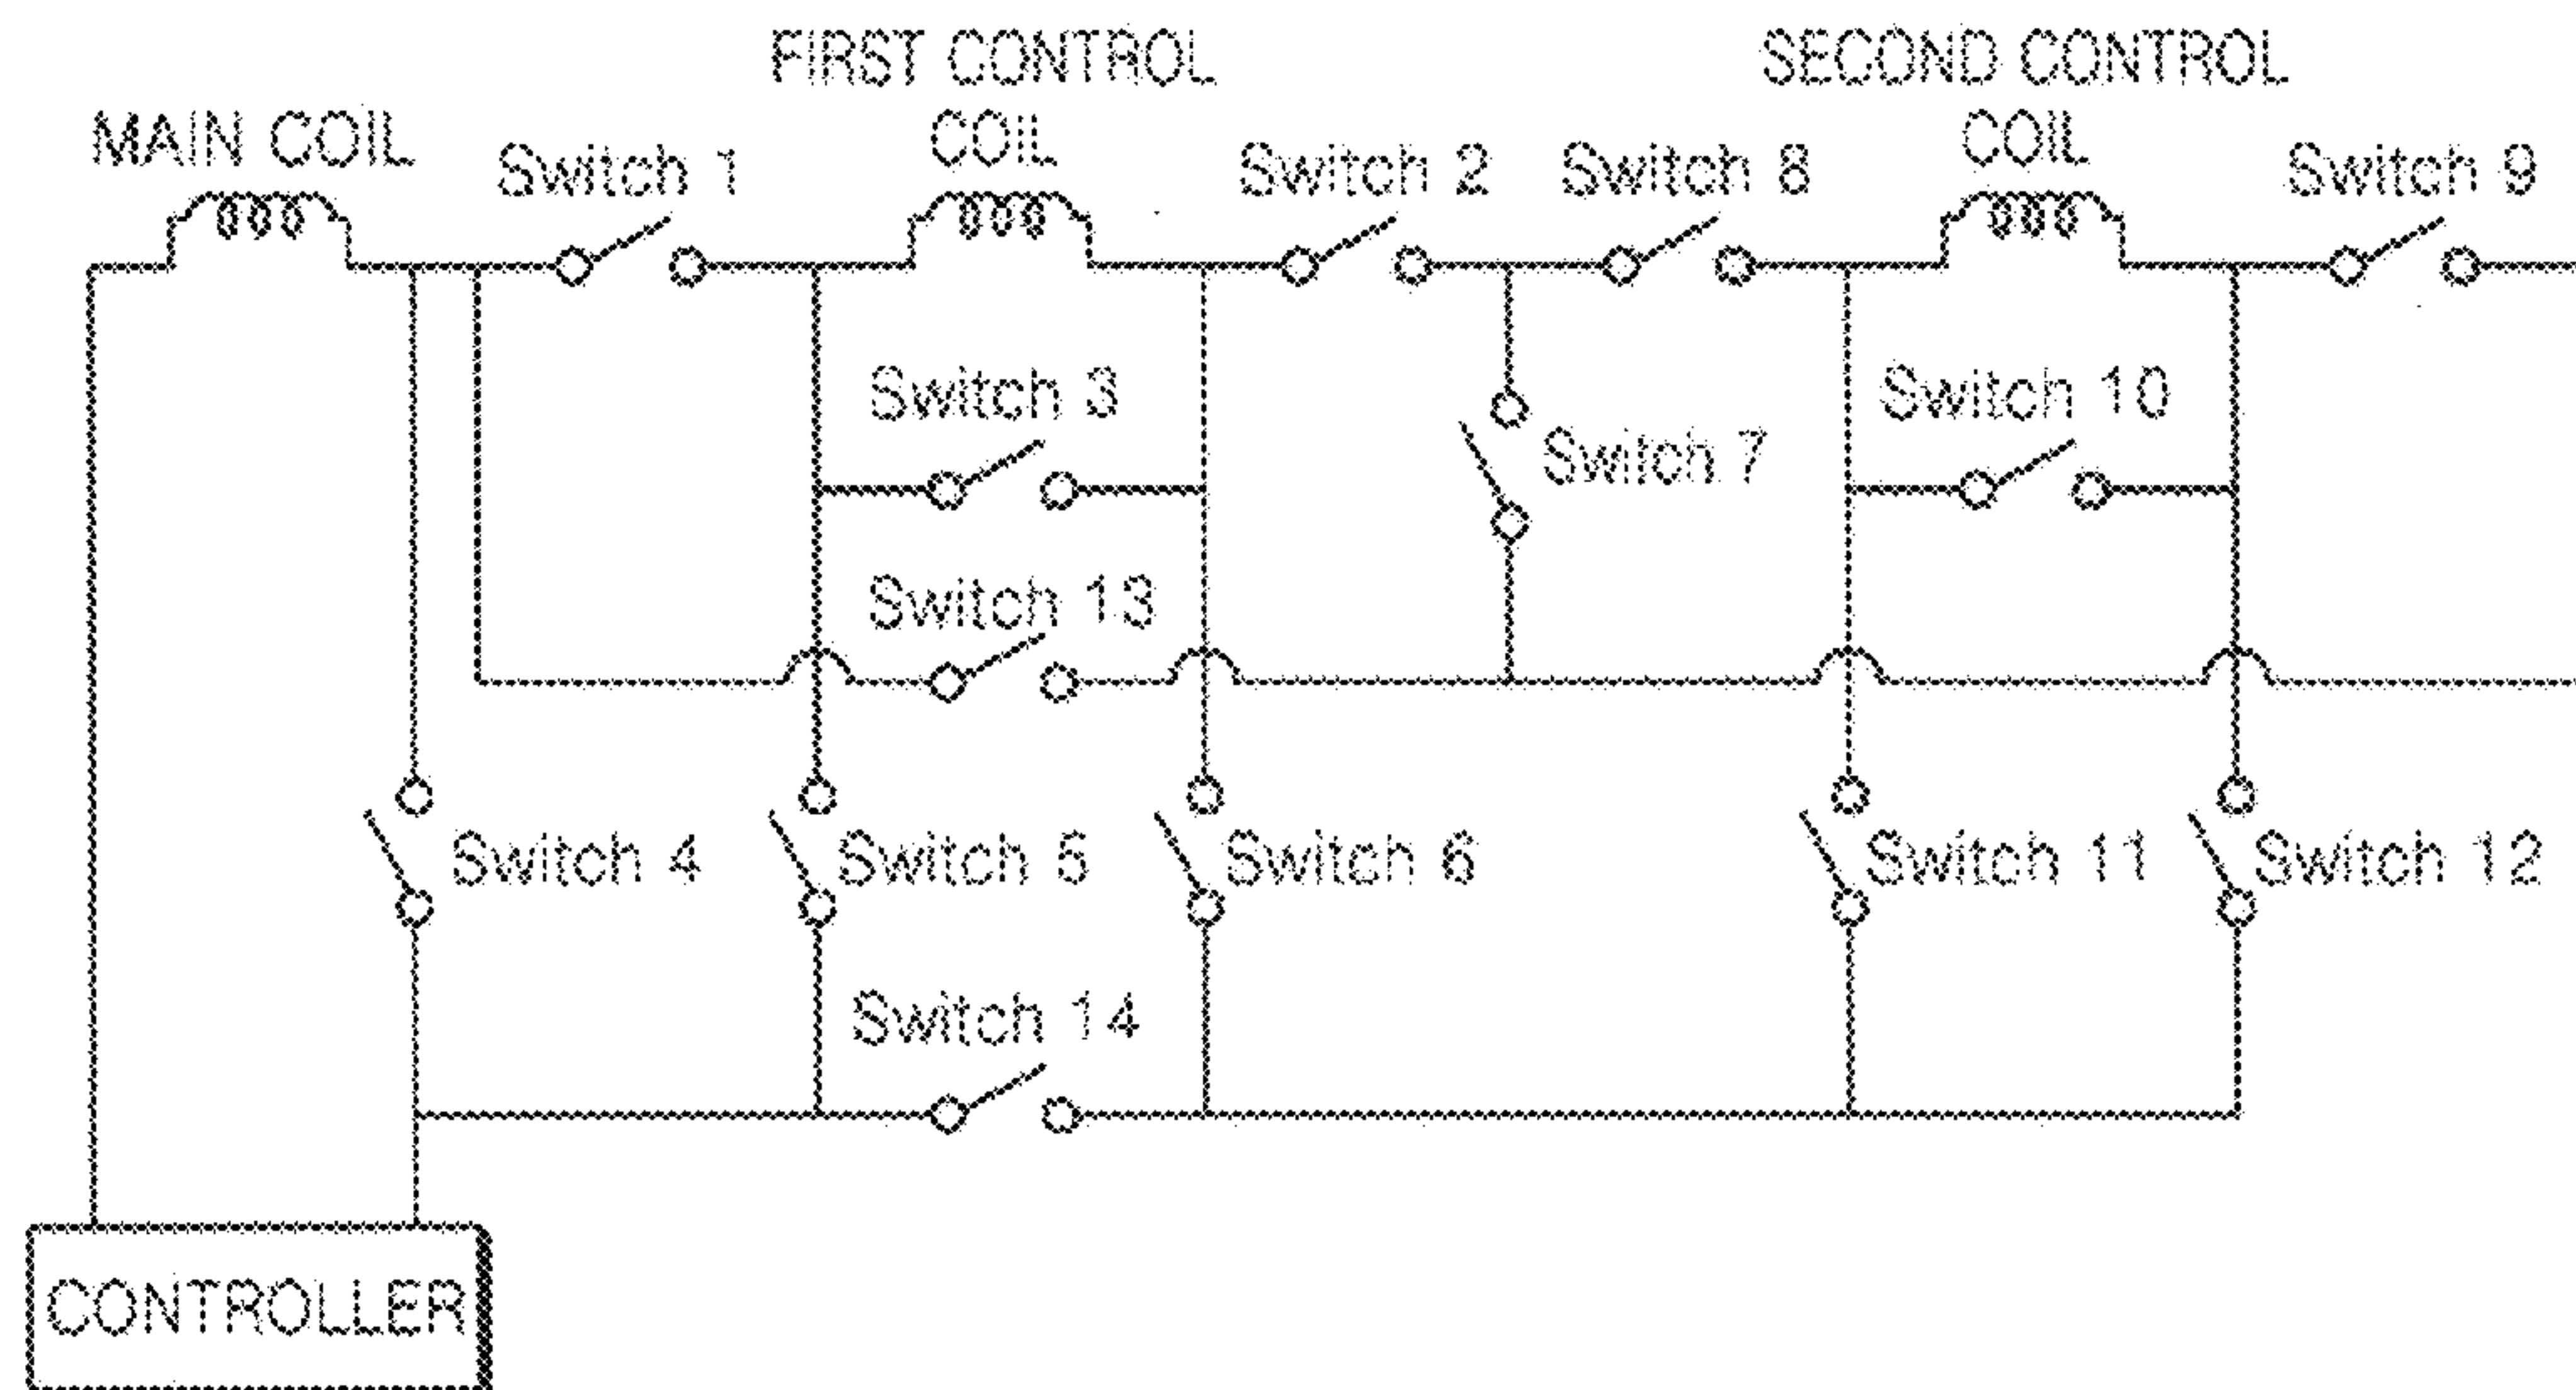 FIRST CONTROL
COIL
SECOND CONTROL
COIL
MAIN COIL
Switch 1
Switch 2
Switch 8
Switch 9
Switch 3
Switch 10
Switch 7
Switch 13
Switch 4
Switch 5
Switch 6
Switch 11
Switch 12
Switch 14
CONTROLLER